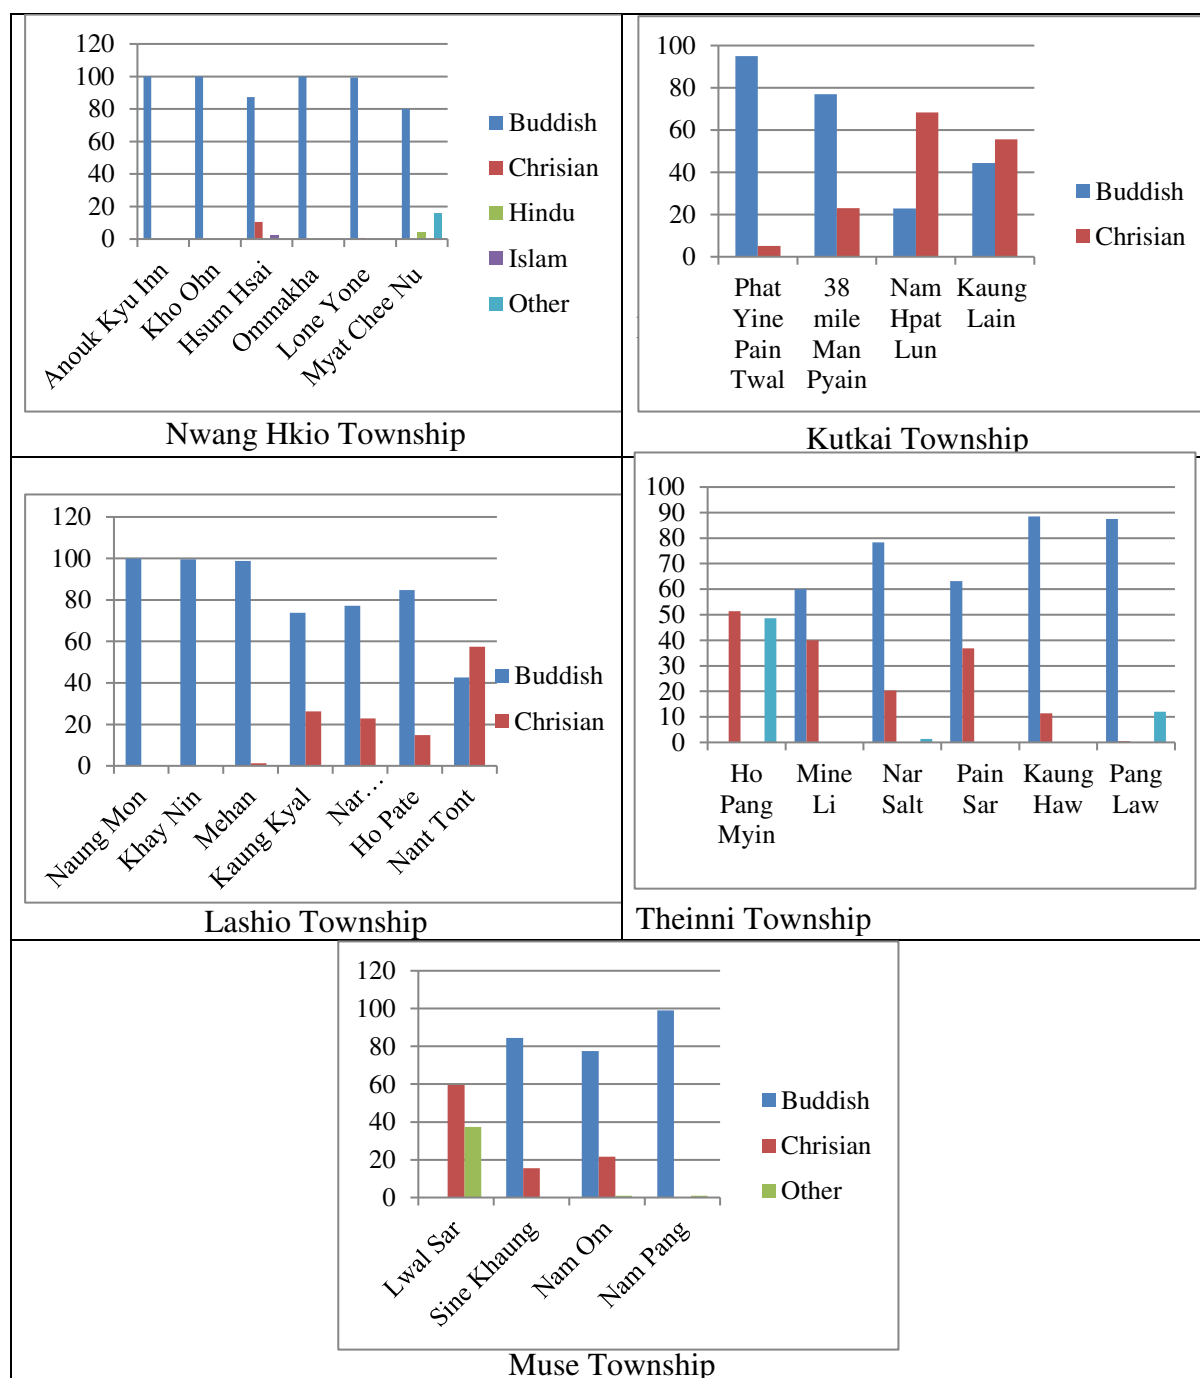 120
100
80
60
40
20
0
Anouk Kyu Inn
Kho Ohn
Hsum Hsai
Ommakha
Lone Yone
Myat Chee Nu
Buddish
Chrisian
Hindu
Islam
Other
Nwang Hkio Township
100
80
60
40
20
0
Phat
Yine
Pain
Twal
38
mile
Man
Pyain
Nam
Hpat
Lun
Kaung
Lain
Buddish
Chrisian
Kutkai Township
120
100
80
60
40
20
0
Naung Mon
Khay Nin
Mehan
Kaung Kyal
Nar…
Ho Pate
Nant Tont
Buddish
Chrisian
Lashio Township
100
90
80
70
60
50
40
30
20
10
0
Ho
Pang
Myin
Mine
Li
Nar
Salt
Pain
Sar
Kaung
Haw
Pang
Law
Theinni Township
120
100
80
60
40
20
0
Lwal Sar
Sine Khaung
Nam Om
Nam Pang
Buddish
Chrisian
Other
Muse Township